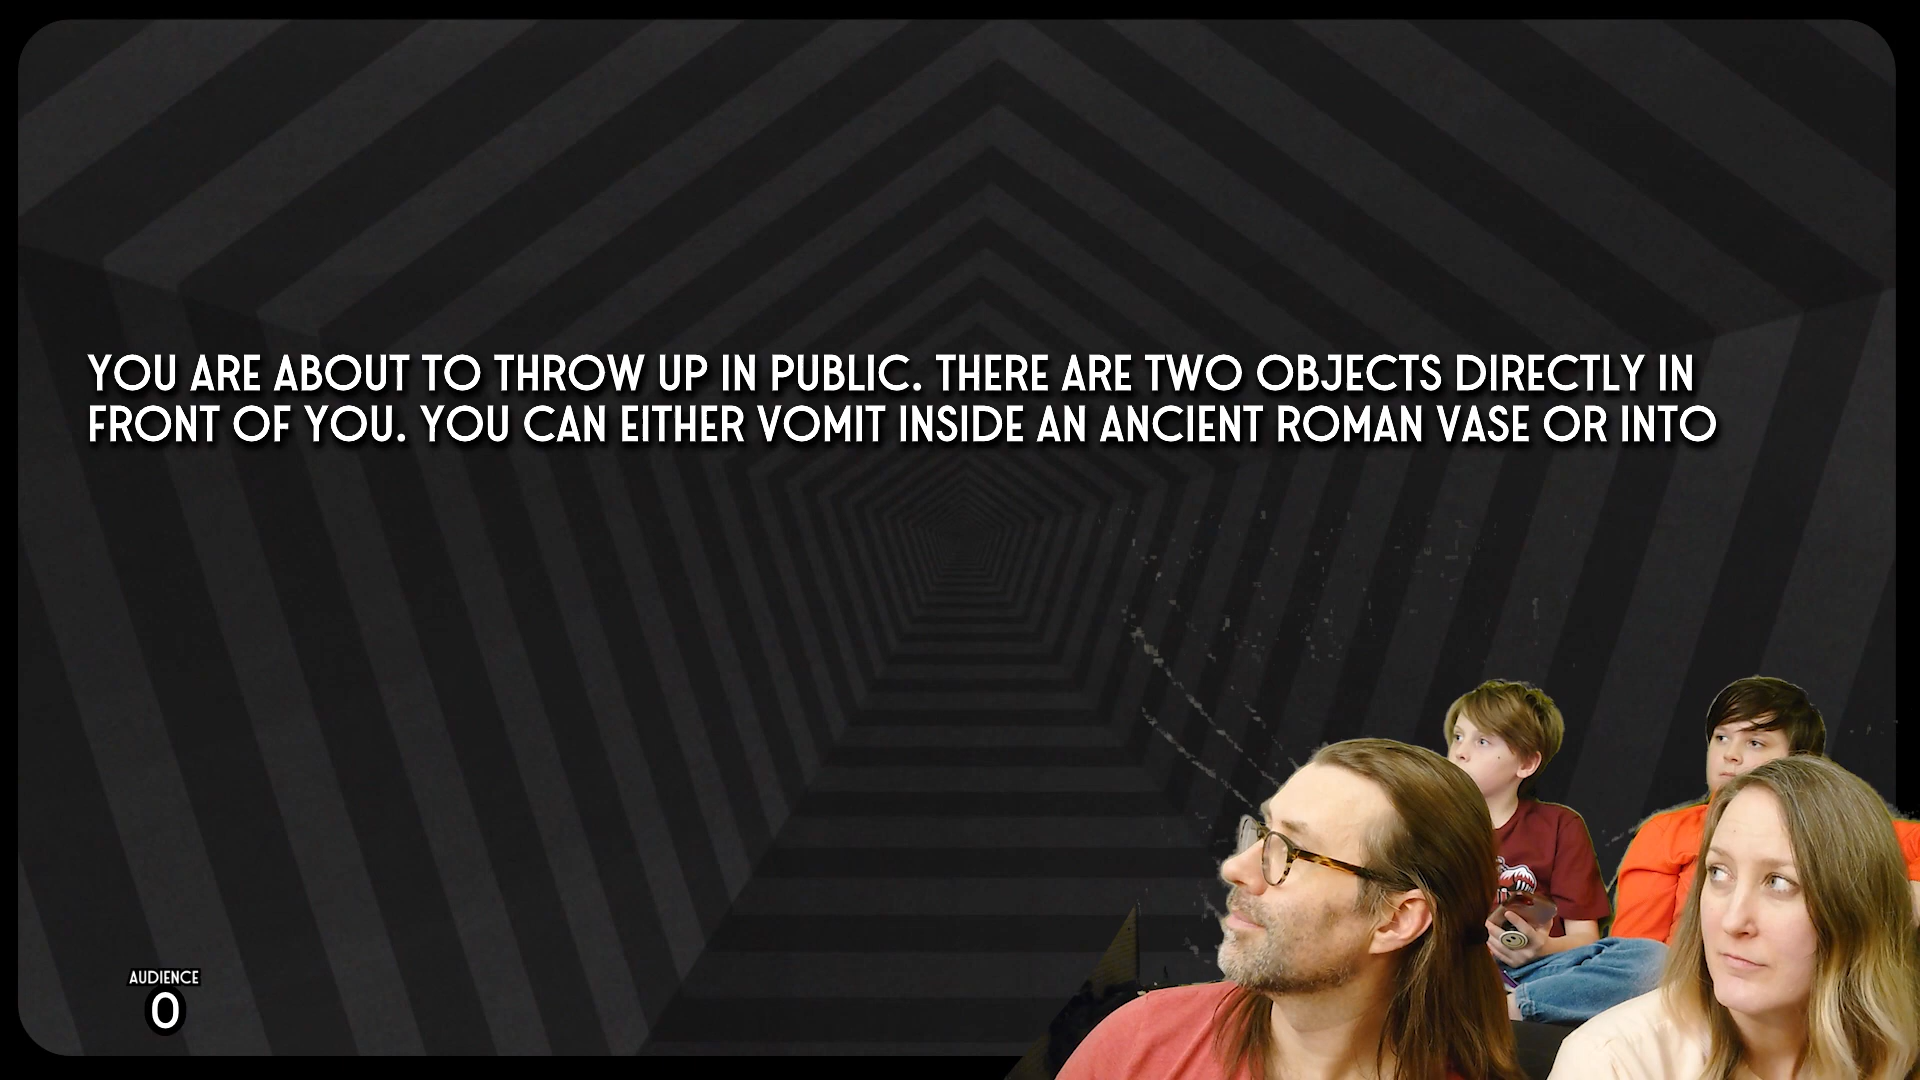 YOU ARE ABOUT TO THROW UP IN PUBLIC. THERE ARE TWO OBJECTS DIRECTLY IN
FRONT OF YOU. YOU CAN EITHER VOMIT INSIDE AN ANCIENT ROMAN VASE OR INTO
AUDIENCE
0